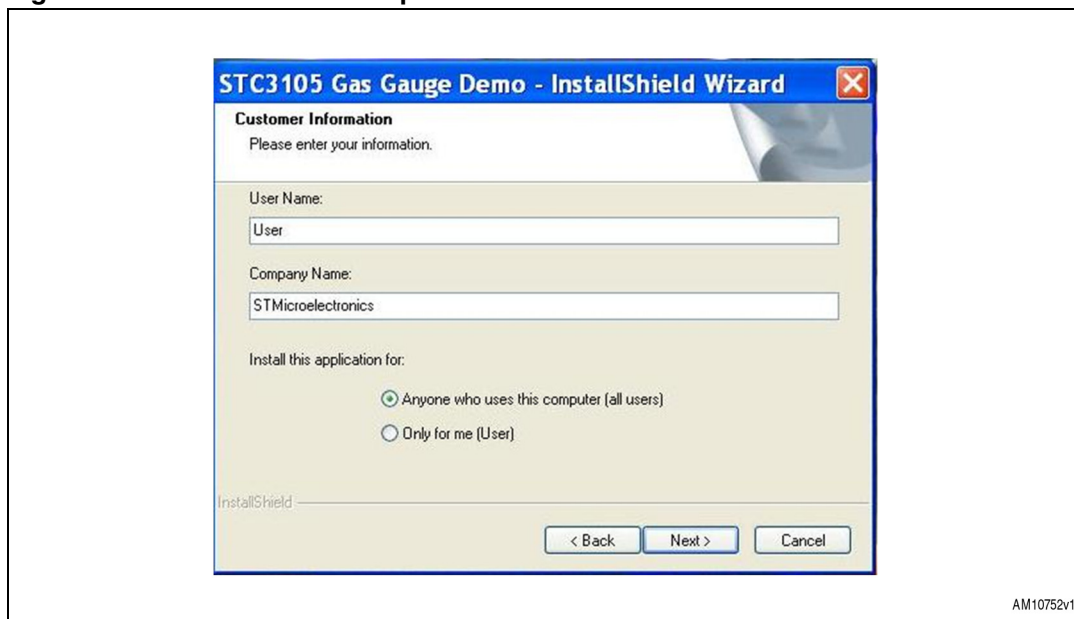 STC3105 Gas Gauge Demo - InstallShield Wizard
Customer Information
Please enter your information.
User Name:
User
Company Name:
STMicroelectronics
Install this application for:
Anyone who uses this computer (all users)
Only for me (User)
InstallShield
< Back Next > Cancel
AM10752v1